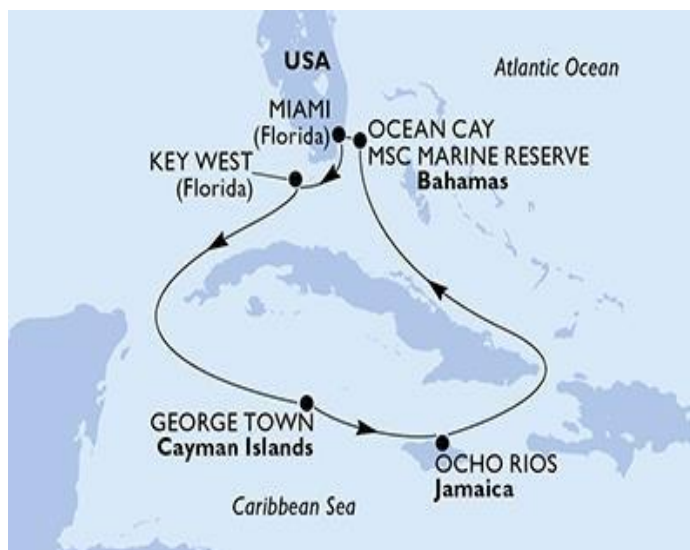 USA
Atlantic Ocean
MIAMI
(Florida)
OCEAN CAY
MSC MARINE RESERVE
Bahamas
KEY WEST
(Florida)
GEORGE TOWN
Cayman Islands
OCHO RIOS
Jamaica
Caribbean Sea